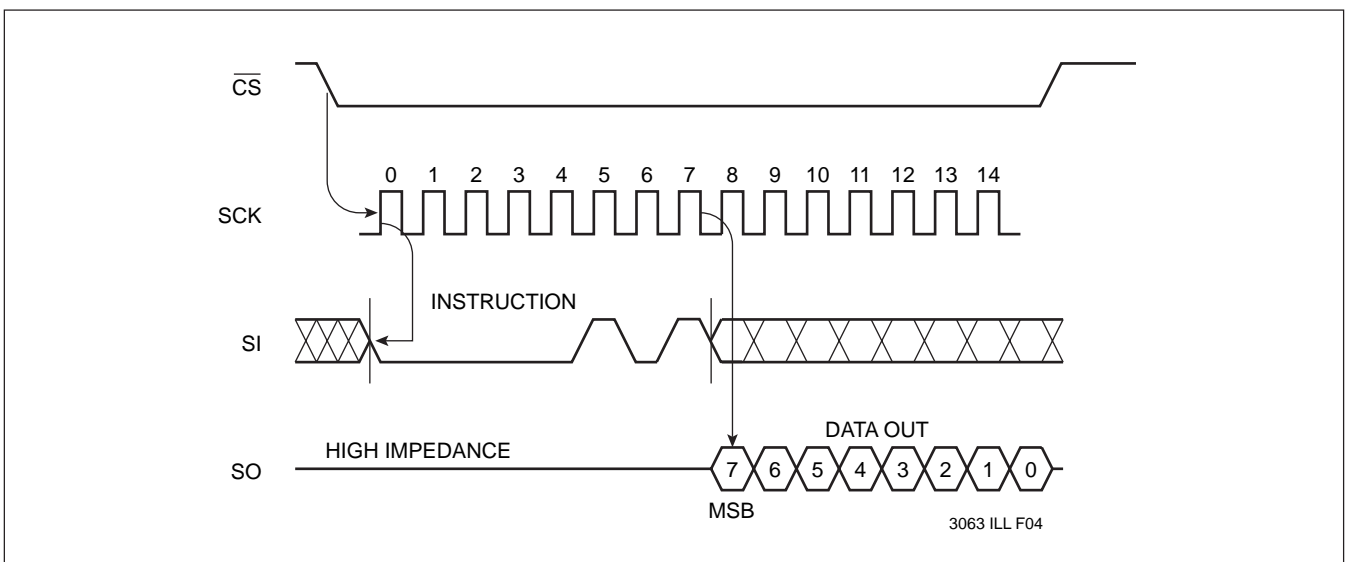 CS
0 1 2 3 4 5 6 7 8 9 10 11 12 13 14
SCK
INSTRUCTION
SI
DATA OUT
HIGH IMPEDANCE
SO
7 6 5 4 3 2 1 0
MSB
3063 ILL F04